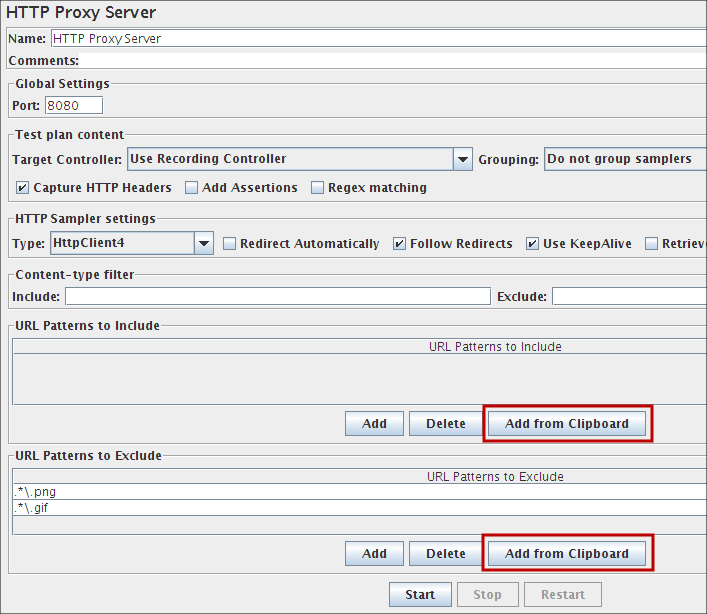 HTTP Proxy Server
Name: HTTP Proxy Server
Comments:
Global Settings
Port: 8080
Test plan content
Target Controller: Use Recording Controller Grouping: Do not group samplers
Capture HTTP Headers Add Assertions Regex matching
HTTP Sampler settings
Type: HttpClient4 Redirect Automatically Follow Redirects Use KeepAlive Retrieve
Content-type filter
Include: Exclude:
URL Patterns to Include
URL Patterns to Include
Add Delete Add from Clipboard
URL Patterns to Exclude
URL Patterns to Exclude
.*\.png
.*\.gif
Add Delete Add from Clipboard
Start Stop Restart